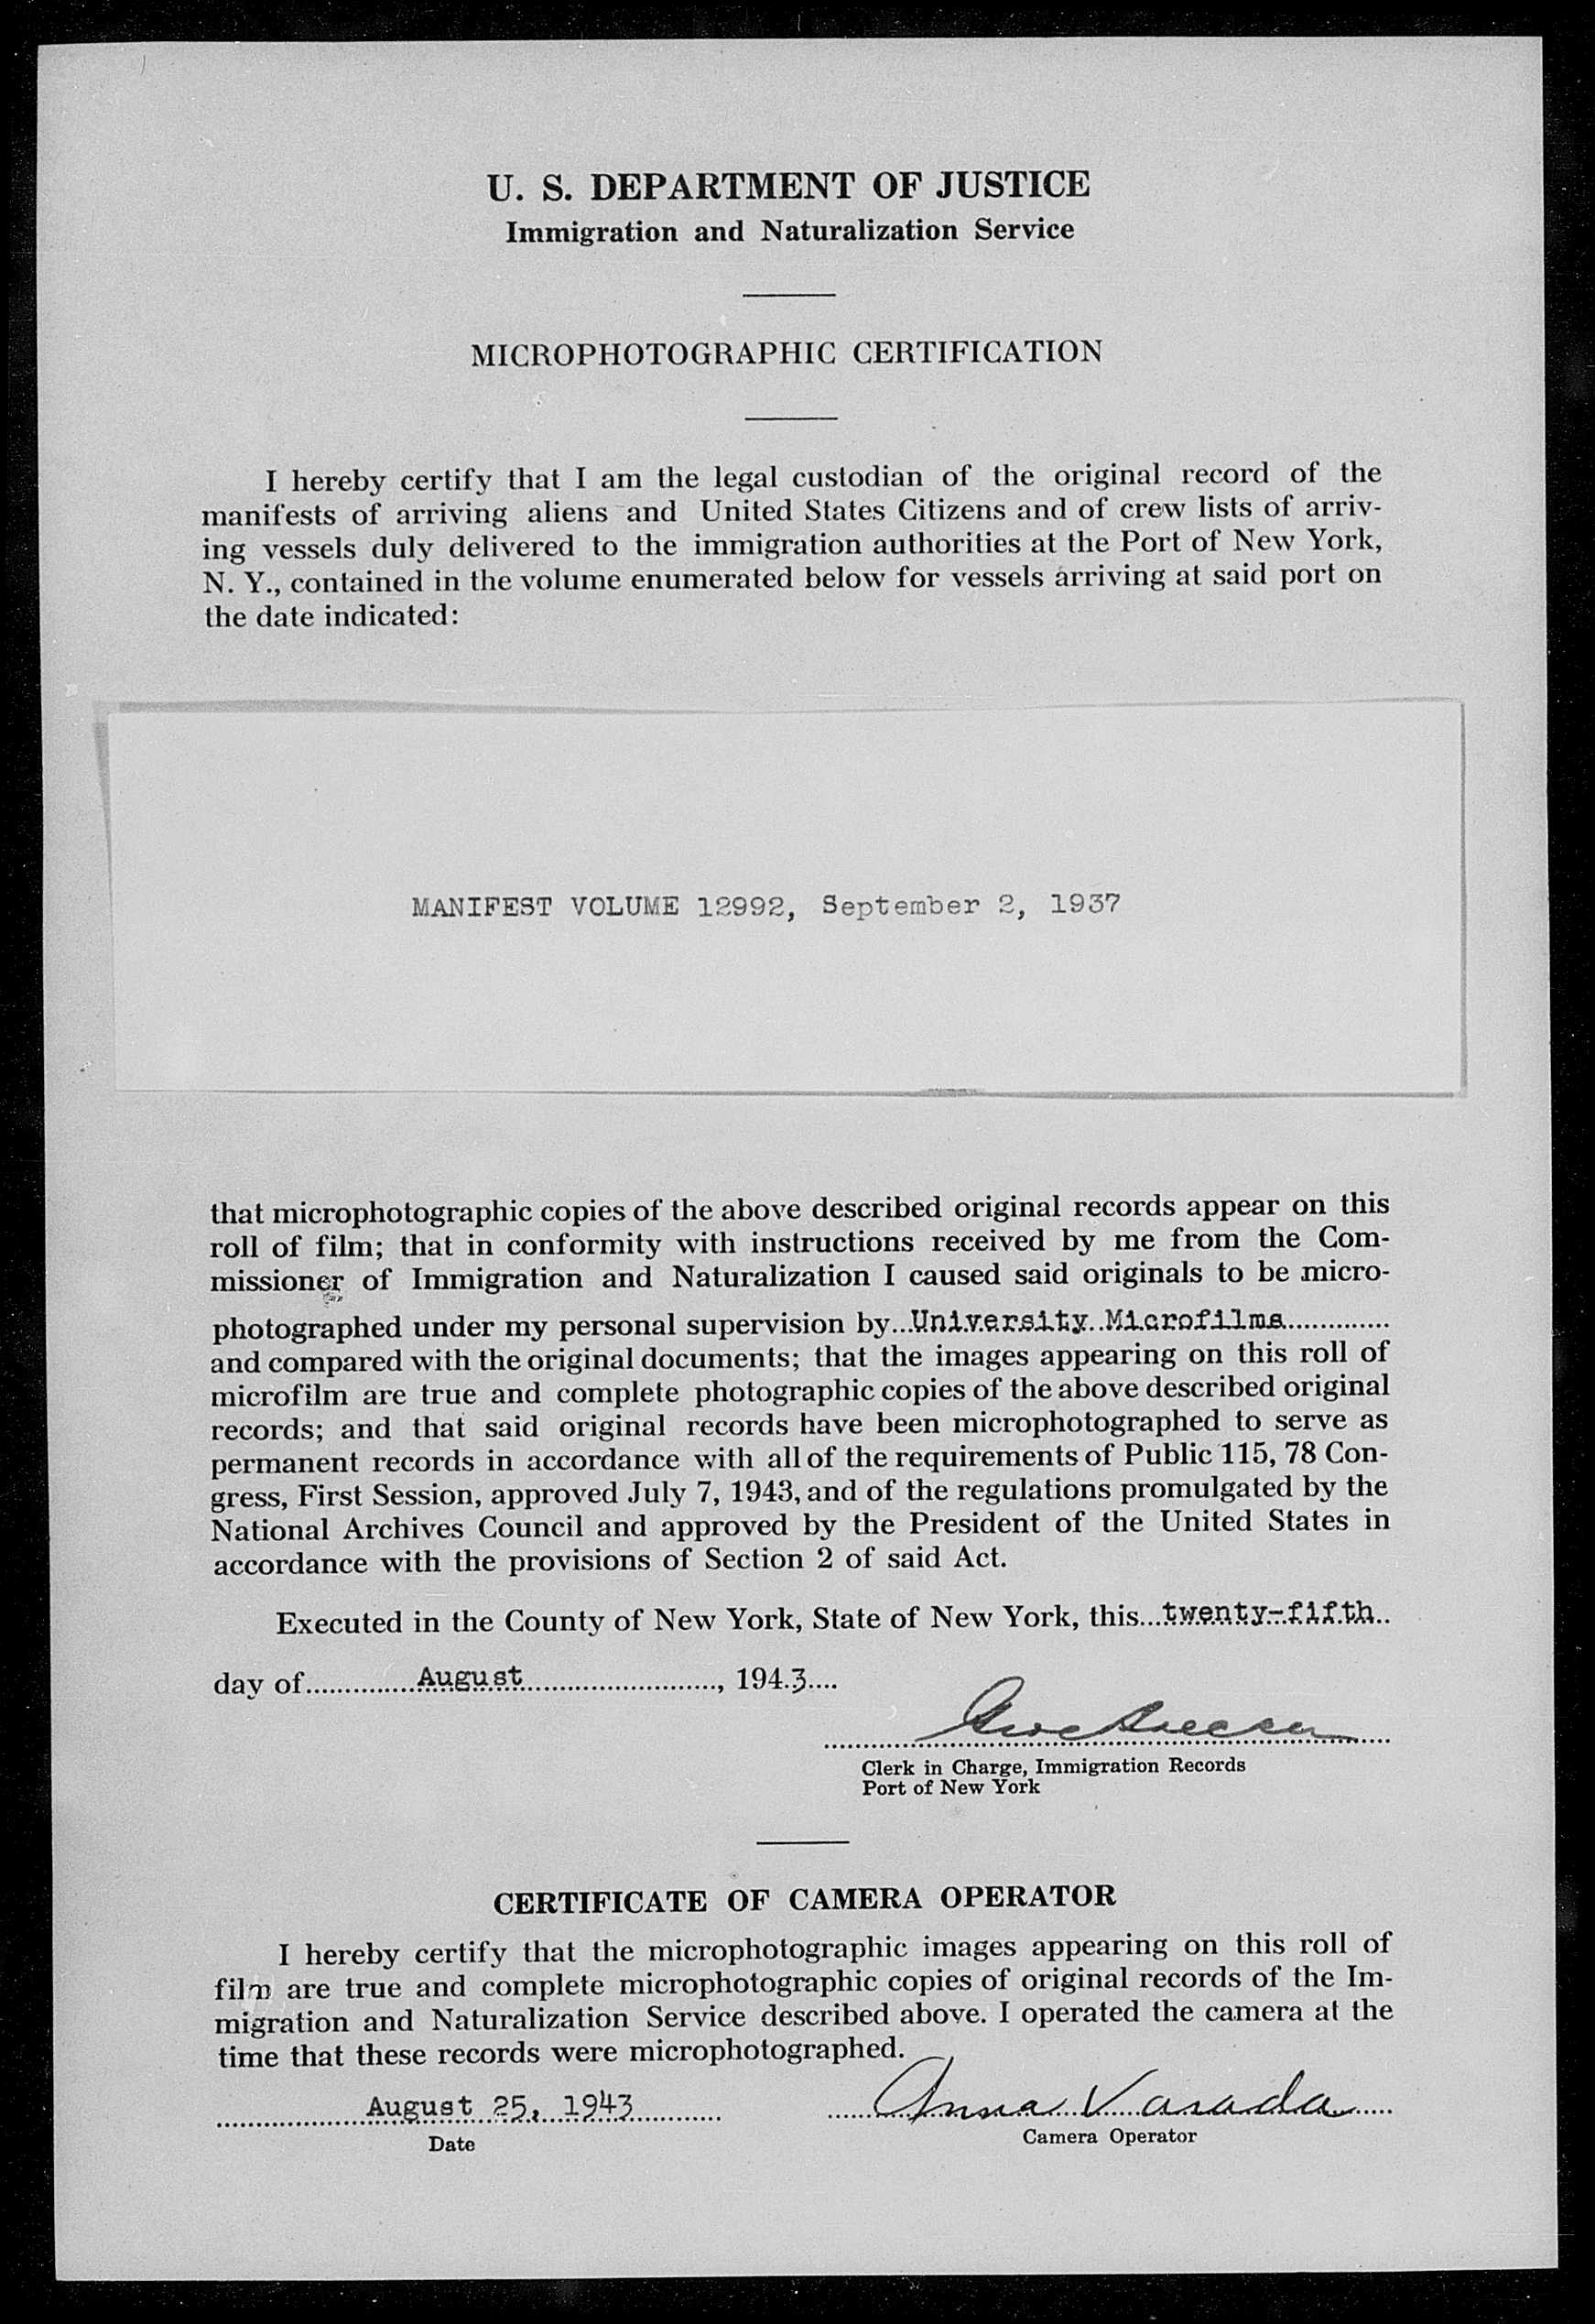 U. S. DEPARTMENT OF JUSTICE
Immigration and Naturalization Service
MICROPHOTOGRAPHIC CERTIFICATION
I hereby certify that I am the legal custodian of the original record of the
manifests of arriving aliens and United States Citizens and of crew lists of arriv-
ing vessels duly delivered to the immigration authorities at the Port of New York,
N. Y., contained in the volume enumerated below for vessels arriving at said port on
the date indicated:
MANIFEST VOLUME 12992, September 2, 1937
that microphotographic copies of the above described original records appear on this
roll of film; that in conformity with instructions received by me from the Com-
missioner of Immigration and Naturalization I caused said originals to be micro-
photographed under my personal supervision by...University Microfilms.............
and compared with the original documents; that the images appearing on this roll of
microfilm are true and complete photographic copies of the above described original
records; and that said original records have been microphotographed to serve as
permanent records in accordance with all of the requirements of Public 115, 78 Con-
gress, First Session, approved July 7, 1943, and of the regulations promulgated by the
National Archives Council and approved by the President of the United States in
accordance with the provisions of Section 2 of said Act.
Executed in the County of New York, State of New York, this...twenty-fifth..
day of..............August........................., 194.3....
Clerk in Charge, Immigration Records
Port of New York
CERTIFICATE OF CAMERA OPERATOR
I hereby certify that the microphotographic images appearing on this roll of
film are true and complete microphotographic copies of original records of the Im-
migration and Naturalization Service described above. I operated the camera at the
time that these records were microphotographed.
August 25, 1943 Anna Varada
Date Camera Operator